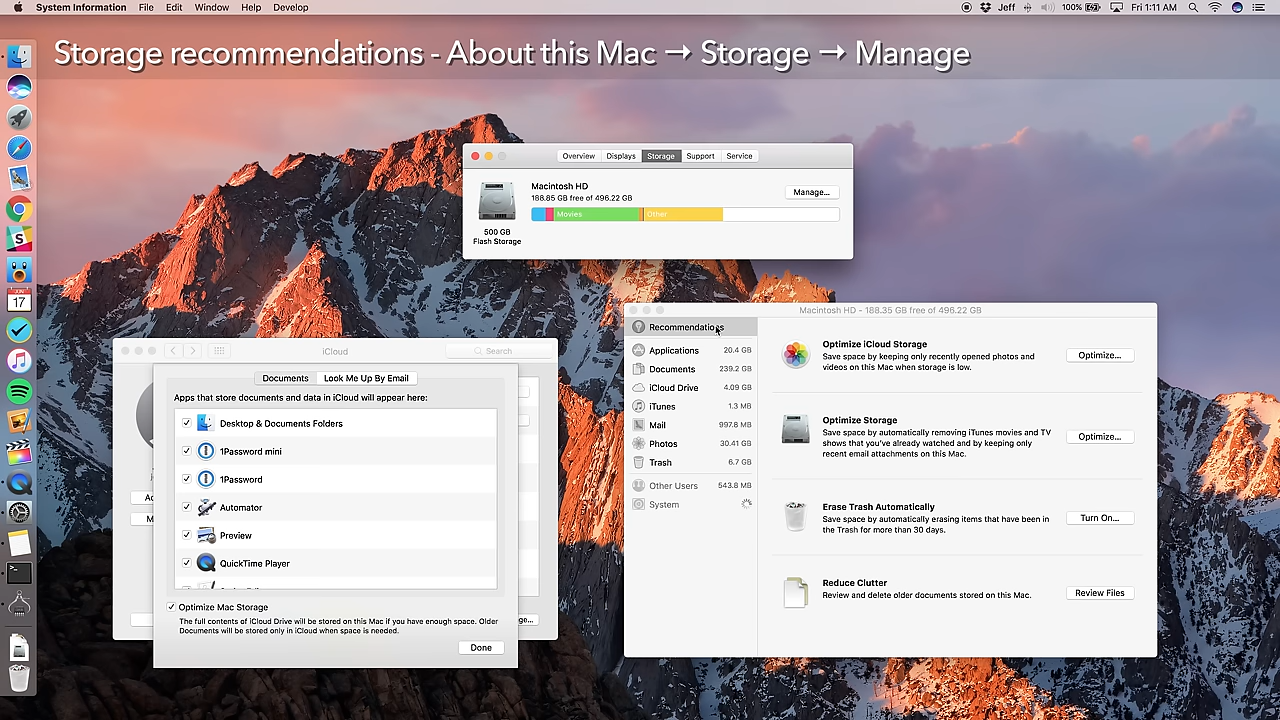 System Information File Edit Window Help Develop
Jeff 100% Fri 1:11 AM
Storage recommendations - About this Mac → Storage → Manage
Overview Displays Storage Support Service
Macintosh HD
188.85 GB free of 496.22 GB
Manage...
Movies Other
500 GB
Flash Storage
Macintosh HD - 188.35 GB free of 496.22 GB
Recommendations
Applications 20.4 GB
Documents 239.2 GB
iCloud Drive 4.09 GB
iTunes 1.3 MB
Mail 997.8 MB
Photos 30.41 GB
Trash 6.7 GB
Other Users 543.8 MB
System
Optimize iCloud Storage
Save space by keeping only recently opened photos and
videos on this Mac when storage is low.
Optimize...
Optimize Storage
Save space by automatically removing iTunes movies and TV
shows that you've already watched and by keeping only
recent email attachments on this Mac.
Optimize...
Erase Trash Automatically
Save space by automatically erasing items that have been in
the Trash for more than 30 days.
Turn On...
Reduce Clutter
Review and delete older documents stored on this Mac.
Review Files
iCloud
Search
Documents Look Me Up By Email
Apps that store documents and data in iCloud will appear here:
Desktop & Documents Folders
1Password mini
1Password
Automator
Preview
QuickTime Player
Optimize Mac Storage
The full contents of iCloud Drive will be stored on this Mac if you have enough space. Older
Documents will be stored only in iCloud when space is needed.
Done
ge...
JUN
17